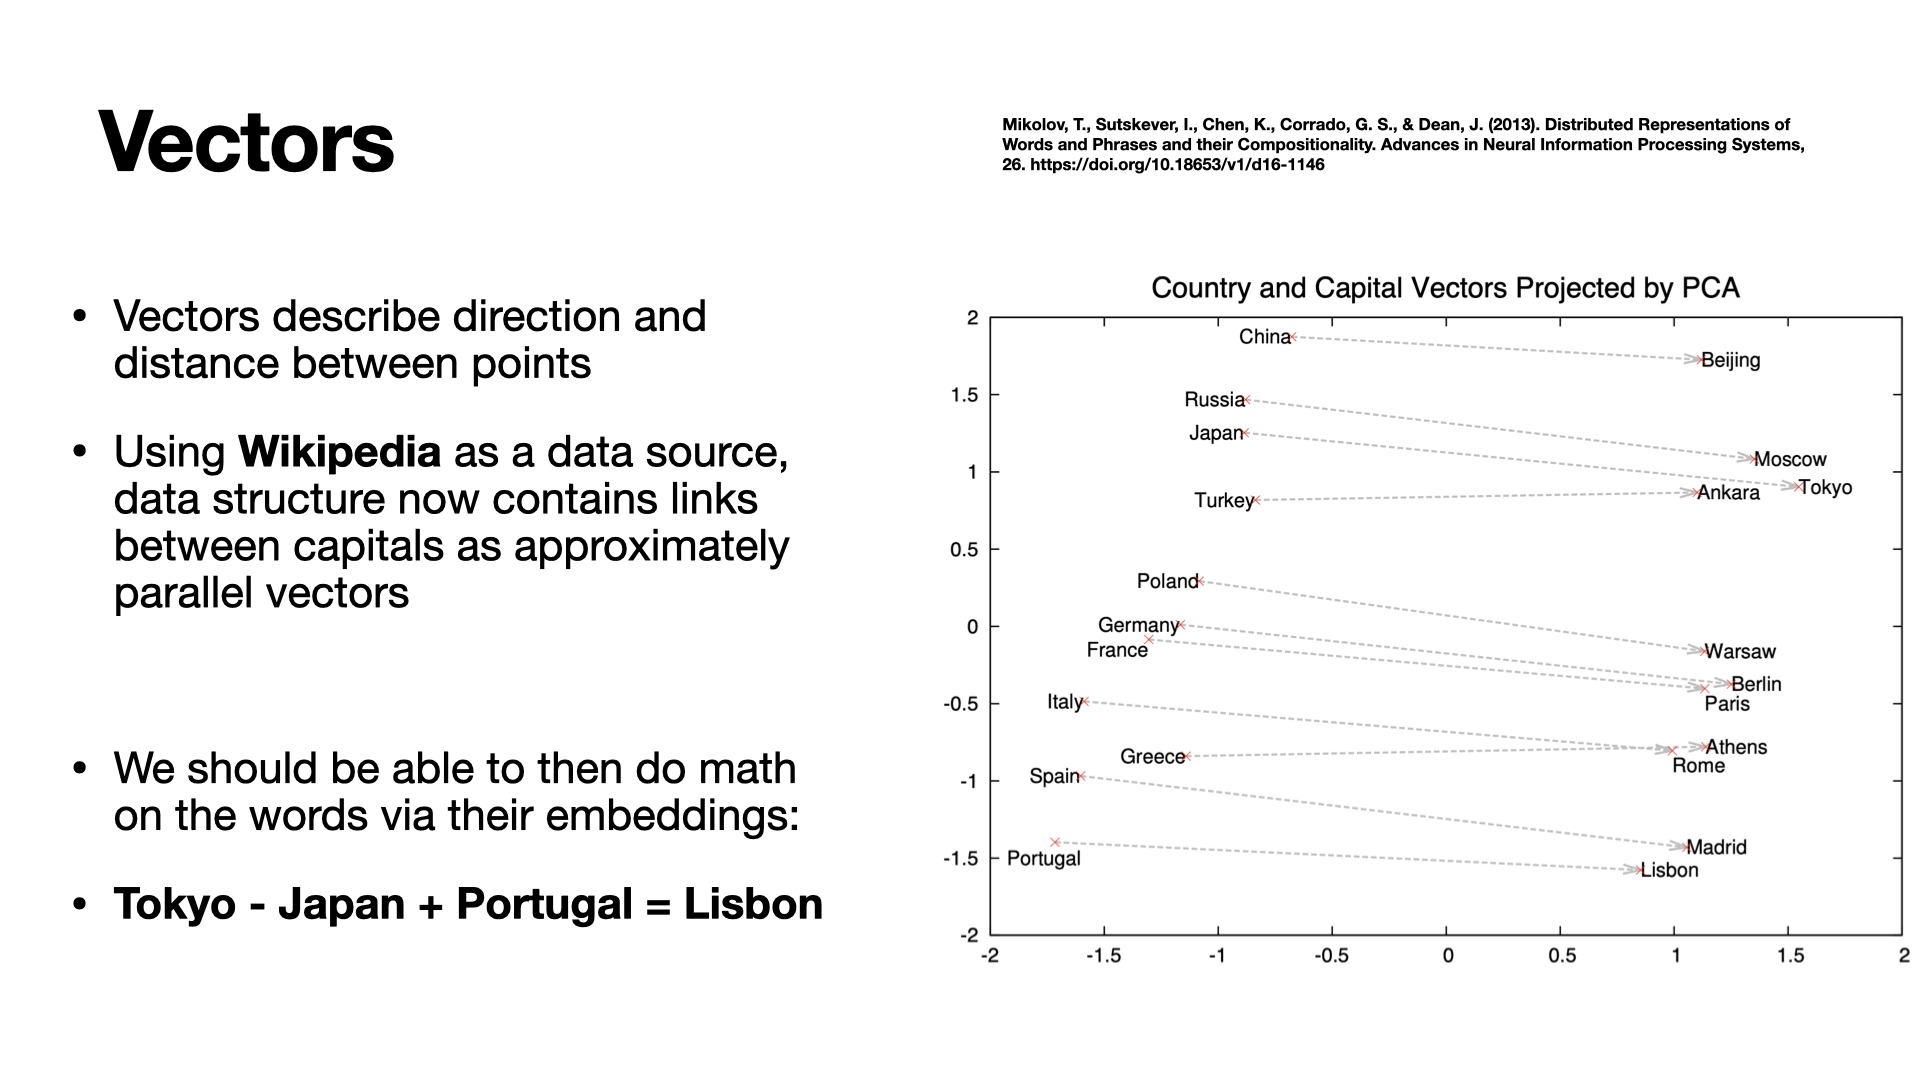 Vectors
Mikolov, T., Sutskever, I., Chen, K., Corrado, G. S., & Dean, J. (2013). Distributed Representations of
Words and Phrases and their Compositionality. Advances in Neural Information Processing Systems,
26. https://doi.org/10.18653/v1/d16-1146
• Vectors describe direction and
distance between points
• Using Wikipedia as a data source,
data structure now contains links
between capitals as approximately
parallel vectors
• We should be able to then do math
on the words via their embeddings:
• Tokyo - Japan + Portugal = Lisbon
Country and Capital Vectors Projected by PCA
2
China
Beijing
1.5
Russia
Japan
Moscow
1
Tokyo
Turkey
Ankara
0.5
Poland
0
Germany
France
Warsaw
Berlin
-0.5
Italy
Paris
Athens
Greece
Rome
-1
Spain
Madrid
-1.5
Portugal
Lisbon
-2
-2 -1.5 -1 -0.5 0 0.5 1 1.5 2